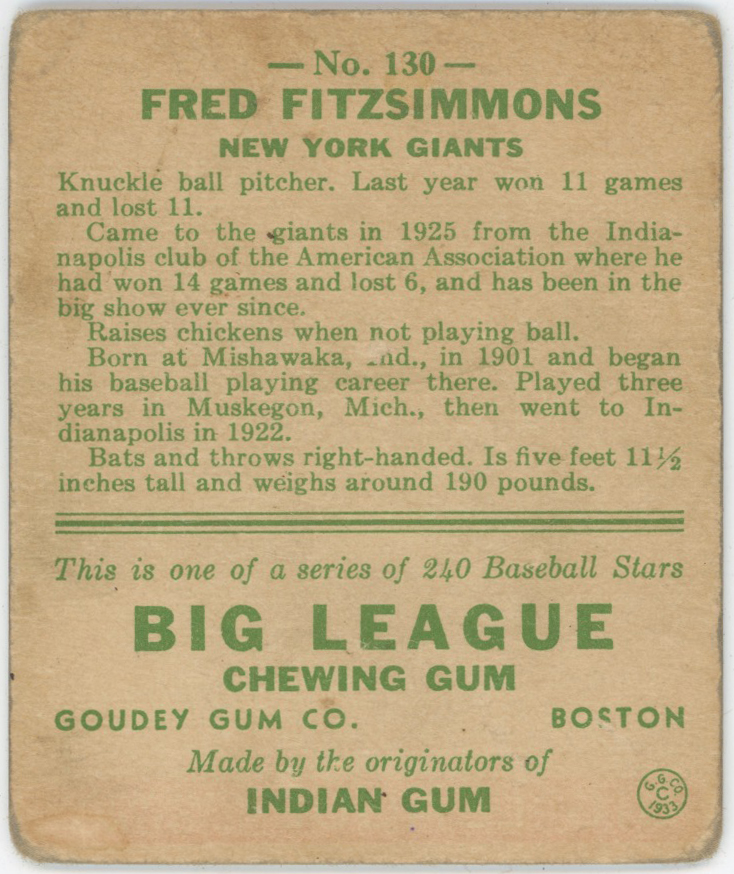 — No. 130 —
FRED FITZSIMMONS
NEW YORK GIANTS
Knuckle ball pitcher. Last year won 11 games
and lost 11.
Came to the giants in 1925 from the India-
napolis club of the American Association where he
had won 14 games and lost 6, and has been in the
big show ever since.
Raises chickens when not playing ball.
Born at Mishawaka, nd., in 1901 and began
his baseball playing career there. Played three
years in Muskegon, Mich., then went to In-
dianapolis in 1922.
Bats and throws right-handed. Is five feet 11½
inches tall and weighs around 190 pounds.
This is one of a series of 240 Baseball Stars
BIG LEAGUE
CHEWING GUM
GOUDEY GUM CO. BOSTON
Made by the originators of
INDIAN GUM
G.G.CO.
C
1933